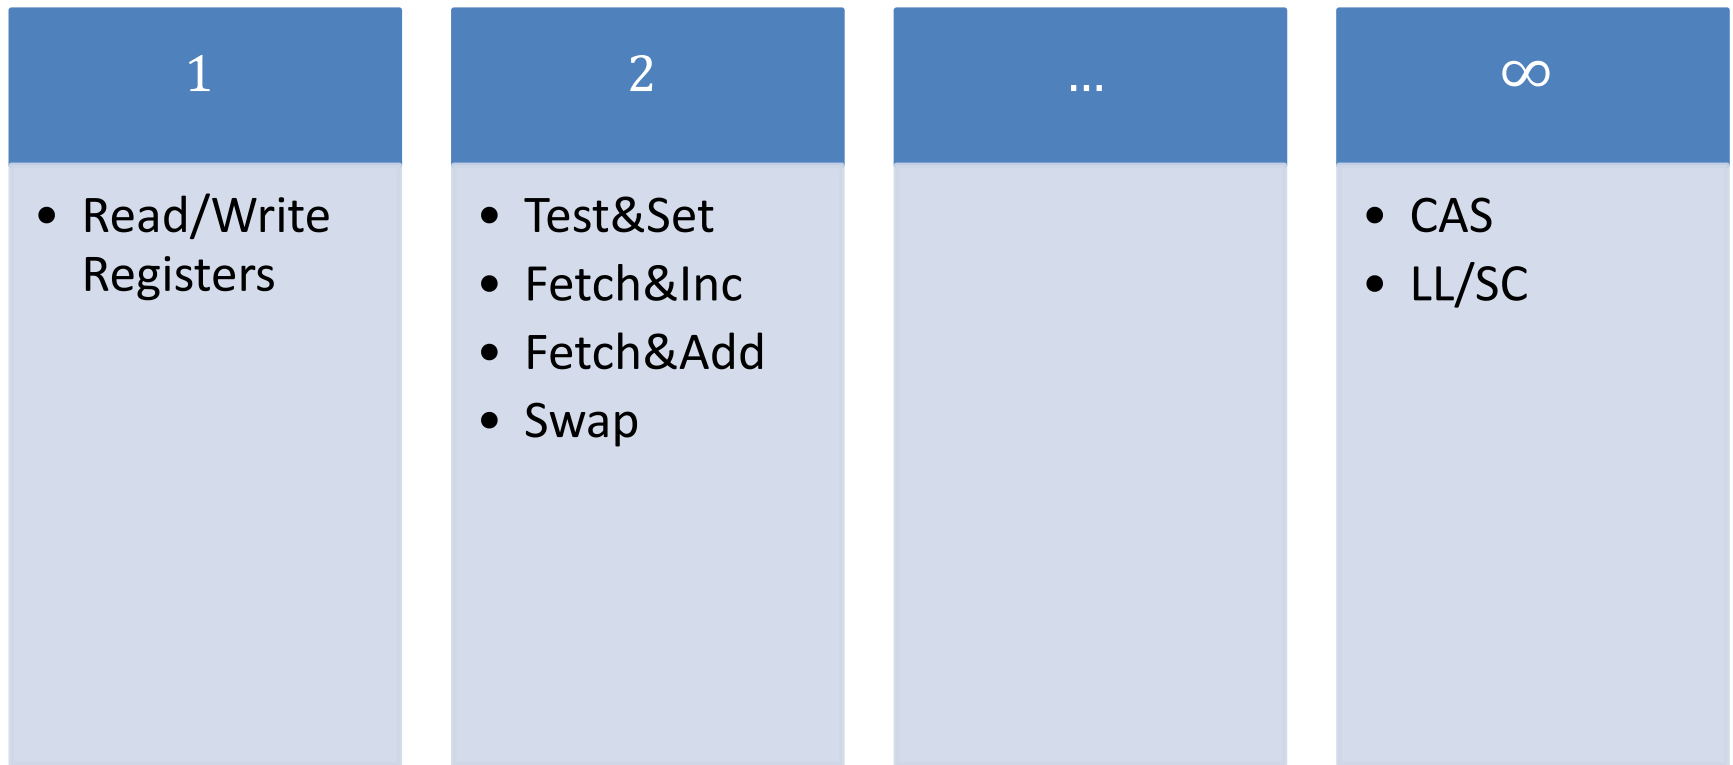 1
• Read/Write
Registers
2
• Test&Set
• Fetch&Inc
• Fetch&Add
• Swap
...
∞
• CAS
• LL/SC